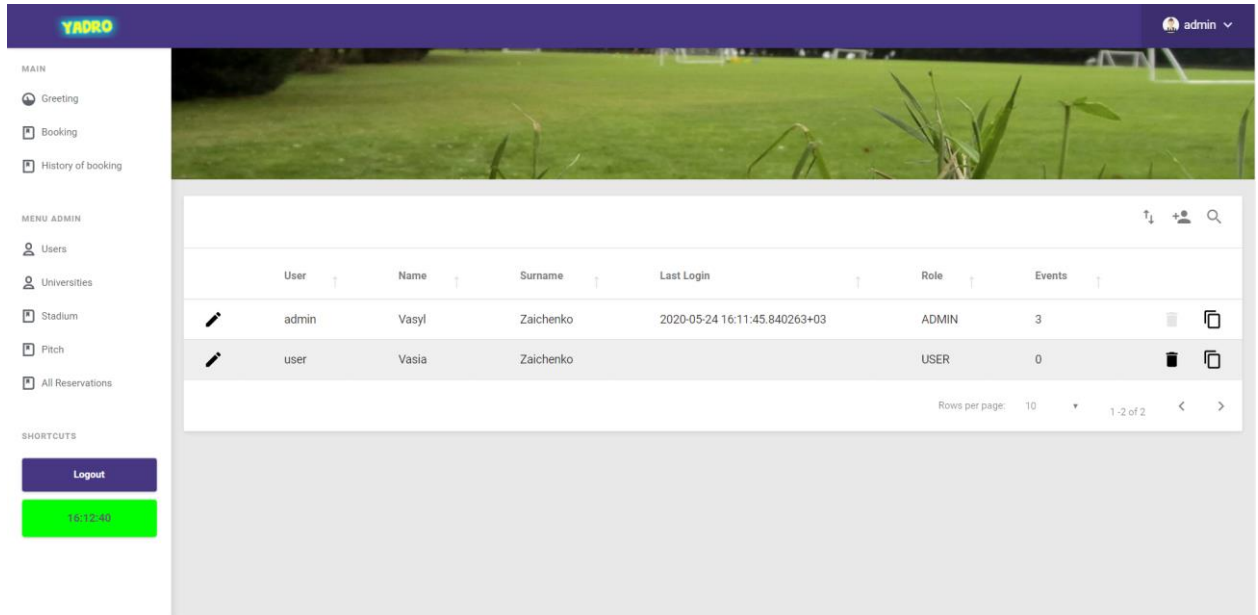 YADRO
admin
MAIN
Greeting
Booking
History of booking
MENU ADMIN
Users
Universities
Stadium
Pitch
All Reservations
SHORTCUTS
Logout
16:12:40
User Name Surname Last Login Role Events
admin Vasyl Zaichenko 2020-05-24 16:11:45.840263+03 ADMIN 3
user Vasia Zaichenko USER 0
Rows per page: 10 1-2 of 2